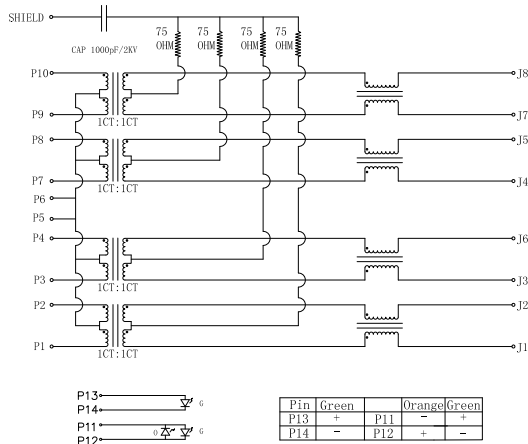 SHIELD
CAP 1000pF/2KV
75 OHM
75 OHM
75 OHM
75 OHM
P10
J8
P9
J7
1CT:1CT
P8
J5
P7
J4
1CT:1CT
P6
P5
P4
J6
P3
J3
1CT:1CT
P2
J2
P1
J1
1CT:1CT
P13
G
P14
P11
O
G
P12
Pin Green Orange Green
P13 + P11 − +
P14 − P12 + −